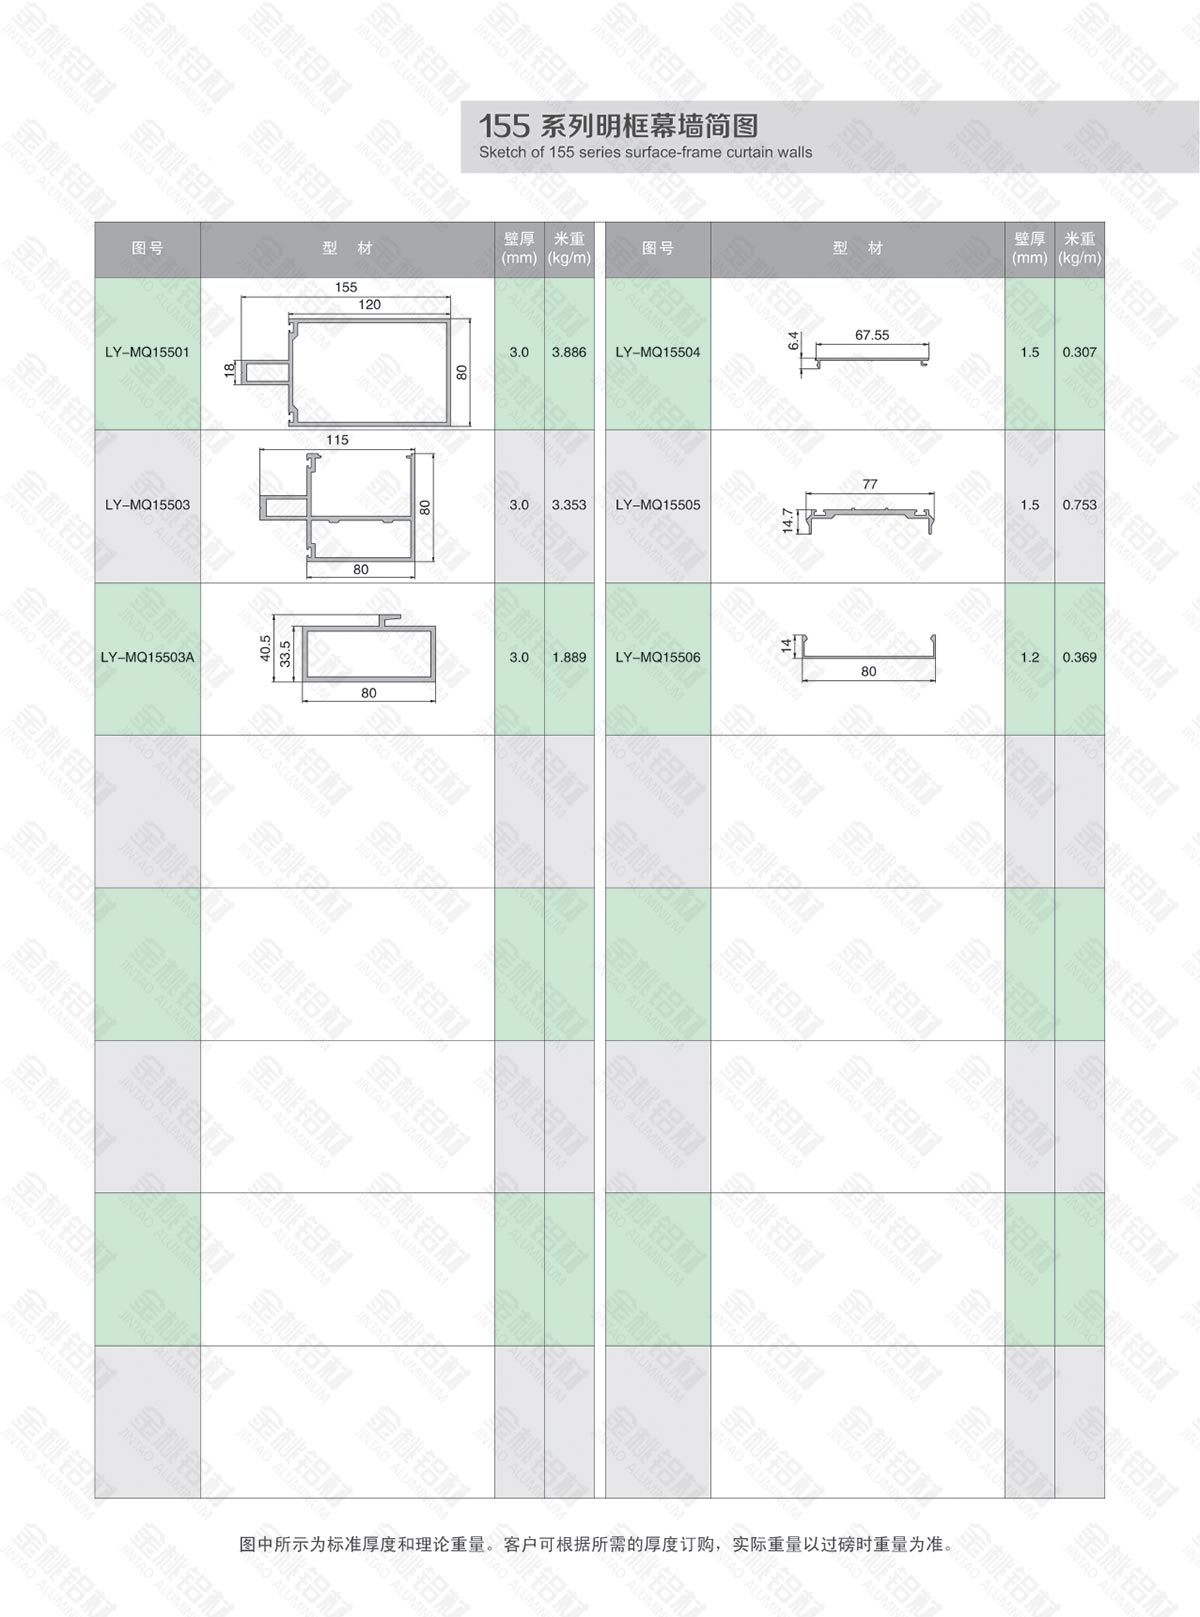 155 系列明框幕墙简图
Sketch of 155 series surface-frame curtain walls
图号 型 材 壁厚 (mm) 米重 (kg/m) 图号 型 材 壁厚 (mm) 米重 (kg/m)
155
120
18
80
LY-MQ15501 3.0 3.886
6.4
67.55
LY-MQ15504 1.5 0.307
115
80
80
LY-MQ15503 3.0 3.353
77
14.7
LY-MQ15505 1.5 0.753
40.5
33.5
80
LY-MQ15503A 3.0 1.889
14
80
LY-MQ15506 1.2 0.369
图中所示为标准厚度和理论重量。客户可根据所需的厚度订购，实际重量以过磅时重量为准。
金桃铝材
JINTAO ALUMINIUM